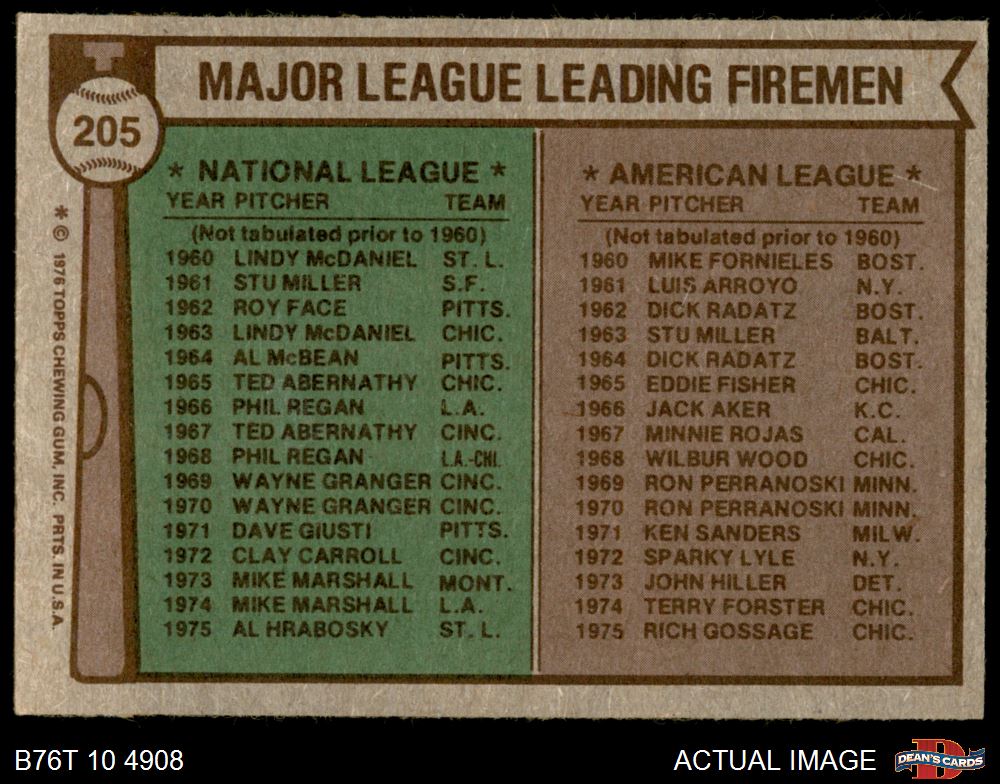 MAJOR LEAGUE LEADING FIREMEN
205
* NATIONAL LEAGUE *
YEAR PITCHER TEAM
(Not tabulated prior to 1960)
1960 LINDY McDANIEL ST. L.
1961 STU MILLER S.F.
1962 ROY FACE PITTS.
1963 LINDY McDANIEL CHIC.
1964 AL McBEAN PITTS.
1965 TED ABERNATHY CHIC.
1966 PHIL REGAN L.A.
1967 TED ABERNATHY CINC.
1968 PHIL REGAN L.A.-CHI.
1969 WAYNE GRANGER CINC.
1970 WAYNE GRANGER CINC.
1971 DAVE GIUSTI PITTS.
1972 CLAY CARROLL CINC.
1973 MIKE MARSHALL MONT.
1974 MIKE MARSHALL L.A.
1975 AL HRABOSKY ST. L.
* AMERICAN LEAGUE *
YEAR PITCHER TEAM
(Not tabulated prior to 1960)
1960 MIKE FORNIELES BOST.
1961 LUIS ARROYO N.Y.
1962 DICK RADATZ BOST.
1963 STU MILLER BALT.
1964 DICK RADATZ BOST.
1965 EDDIE FISHER CHIC.
1966 JACK AKER K.C.
1967 MINNIE ROJAS CAL.
1968 WILBUR WOOD CHIC.
1969 RON PERRANOSKI MINN.
1970 RON PERRANOSKI MINN.
1971 KEN SANDERS MILW.
1972 SPARKY LYLE N.Y.
1973 JOHN HILLER DET.
1974 TERRY FORSTER CHIC.
1975 RICH GOSSAGE CHIC.
* © 1976 TOPPS CHEWING GUM, INC. PRTS. IN U.S.A.
B76T 10 4908
ACTUAL IMAGE
DEAN'S CARDS